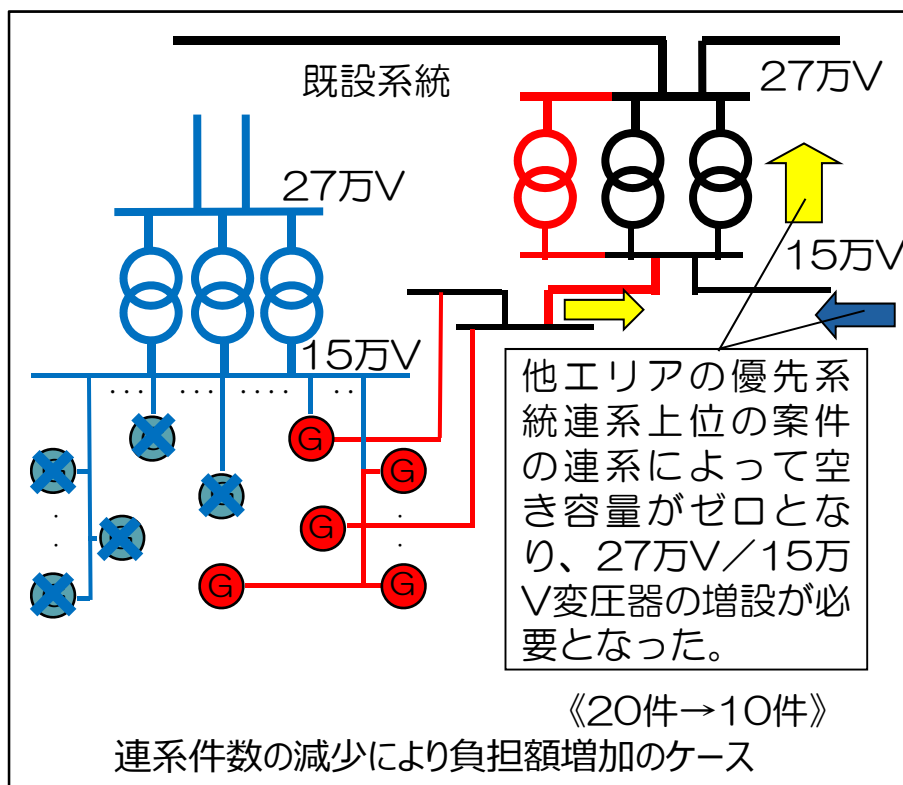 既設系統
27万V
27万V
15万V
15万V
G
G
G
G
G
他エリアの優先系
統連系上位の案件
の連系によって空
き容量がゼロとな
り、27万V／15万
V変圧器の増設が必
要となった。
《20件→10件》
連系件数の減少により負担額増加のケース